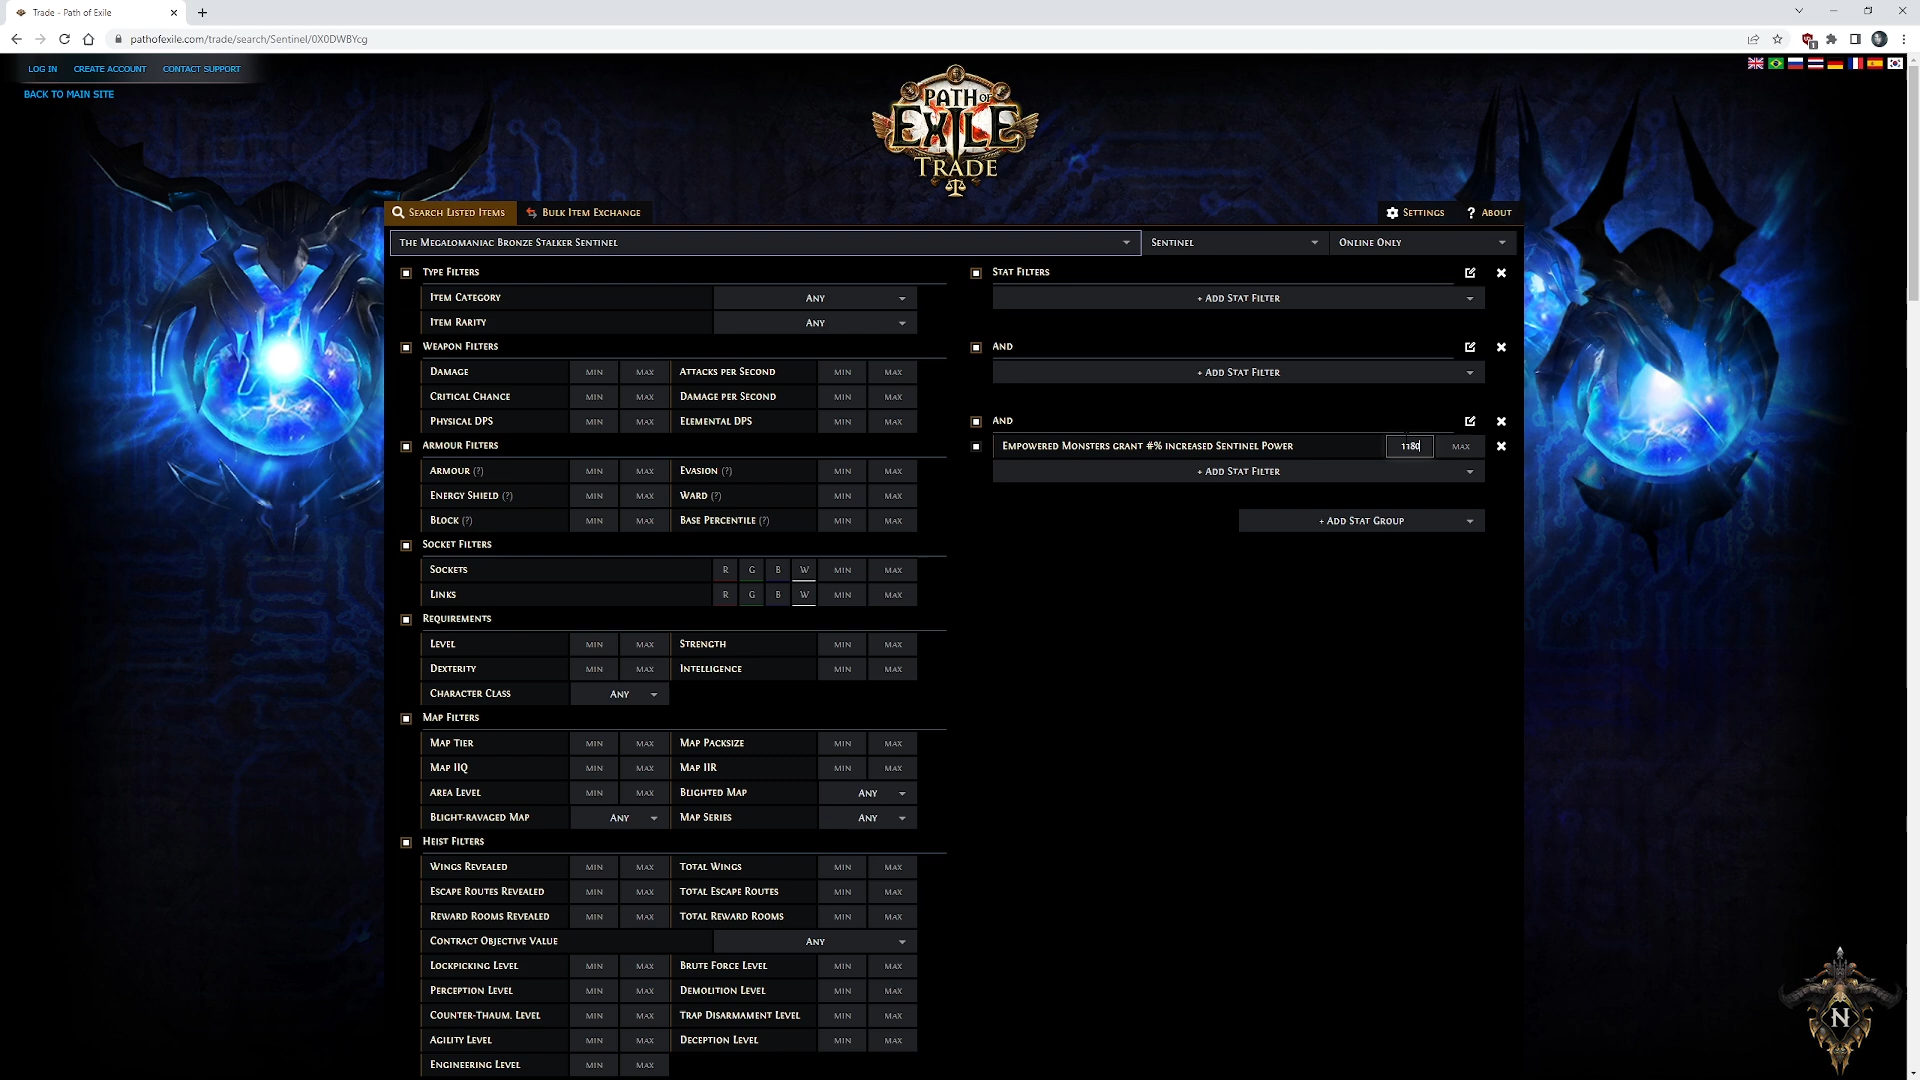 Trade - Path of Exile
pathofexile.com/trade/search/Sentinel/0X0DWBYcg
1
LOG IN CREATE ACCOUNT CONTACT SUPPORT
BACK TO MAIN SITE
PATH OF
EXILE
TRADE
Search Listed Items Bulk Item Exchange Settings ? About
The Megalomaniac Bronze Stalker Sentinel Sentinel Online Only
Type Filters
Item Category Any
Item Rarity Any
Weapon Filters
Damage MIN MAX Attacks per Second MIN MAX
Critical Chance MIN MAX Damage per Second MIN MAX
Physical DPS MIN MAX Elemental DPS MIN MAX
Armour Filters
Armour (?) MIN MAX Evasion (?) MIN MAX
Energy Shield (?) MIN MAX Ward (?) MIN MAX
Block (?) MIN MAX Base Percentile (?) MIN MAX
Socket Filters
Sockets R G B W MIN MAX
Links R G B W MIN MAX
Requirements
Level MIN MAX Strength MIN MAX
Dexterity MIN MAX Intelligence MIN MAX
Character Class Any
Map Filters
Map Tier MIN MAX Map Packsize MIN MAX
Map IIQ MIN MAX Map IIR MIN MAX
Area Level MIN MAX Blighted Map Any
Blight-ravaged Map Any Map Series Any
Heist Filters
Wings Revealed MIN MAX Total Wings MIN MAX
Escape Routes Revealed MIN MAX Total Escape Routes MIN MAX
Reward Rooms Revealed MIN MAX Total Reward Rooms MIN MAX
Contract Objective Value Any
Lockpicking Level MIN MAX Brute Force Level MIN MAX
Perception Level MIN MAX Demolition Level MIN MAX
Counter-Thaum. Level MIN MAX Trap Disarmament Level MIN MAX
Agility Level MIN MAX Deception Level MIN MAX
Engineering Level MIN MAX
Stat Filters
+ Add Stat Filter
And
+ Add Stat Filter
And
Empowered Monsters grant #% increased Sentinel Power 1180 MAX
+ Add Stat Filter
+ Add Stat Group
N